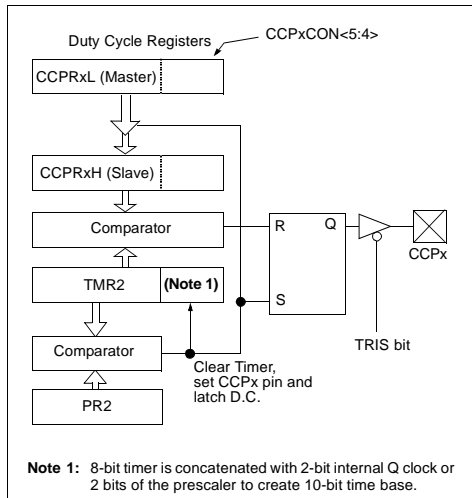 Duty Cycle Registers
CCPxCON<5:4>
CCPRxL (Master)
CCPRxH (Slave)
Comparator
R
Q
CCPx
TMR2
(Note 1)
S
TRIS bit
Comparator
Clear Timer,
set CCPx pin and
latch D.C.
PR2
Note 1: 8-bit timer is concatenated with 2-bit internal Q clock or
2 bits of the prescaler to create 10-bit time base.